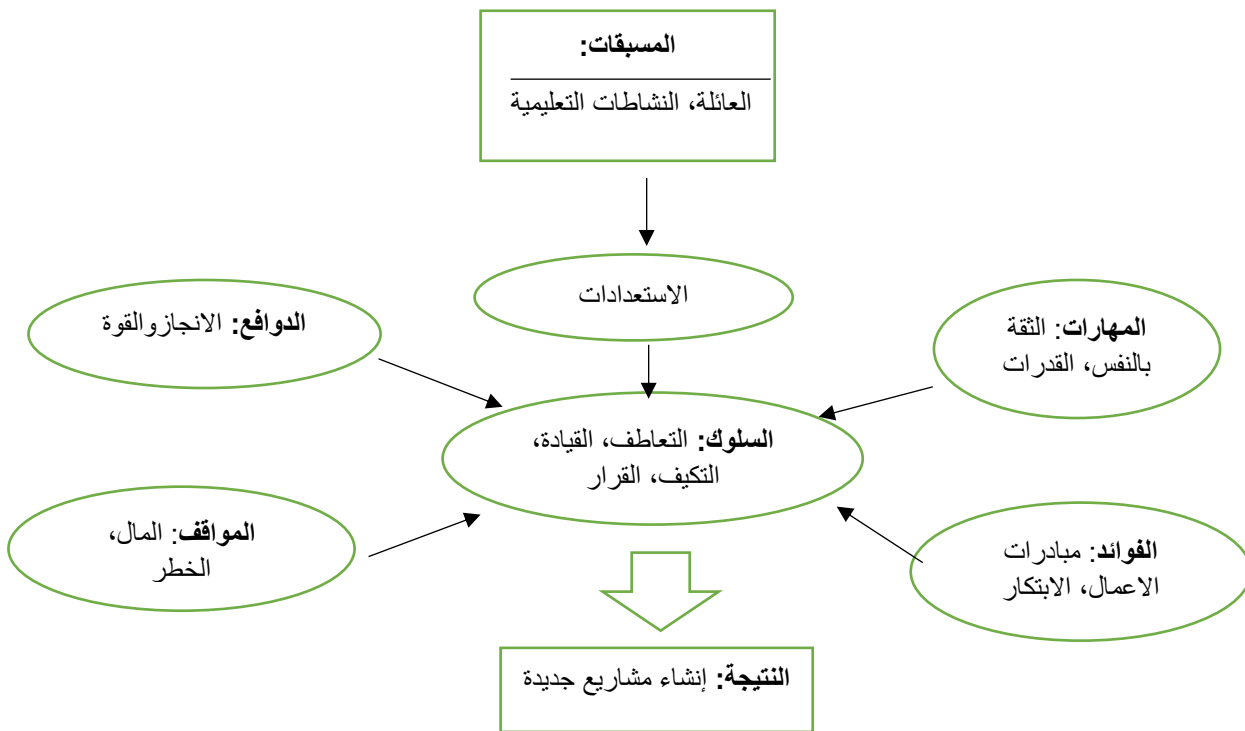 المسبقات:
العائلة، النشاطات التعليمية
الاستعدادات
الدوافع: الانجازوالقوة
المهارات: الثقة
بالنفس، القدرات
السلوك: التعاطف، القيادة،
التكيف، القرار
المواقف: المال،
الخطر
الفوائد: مبادرات
الاعمال، الابتكار
النتيجة: إنشاء مشاريع جديدة